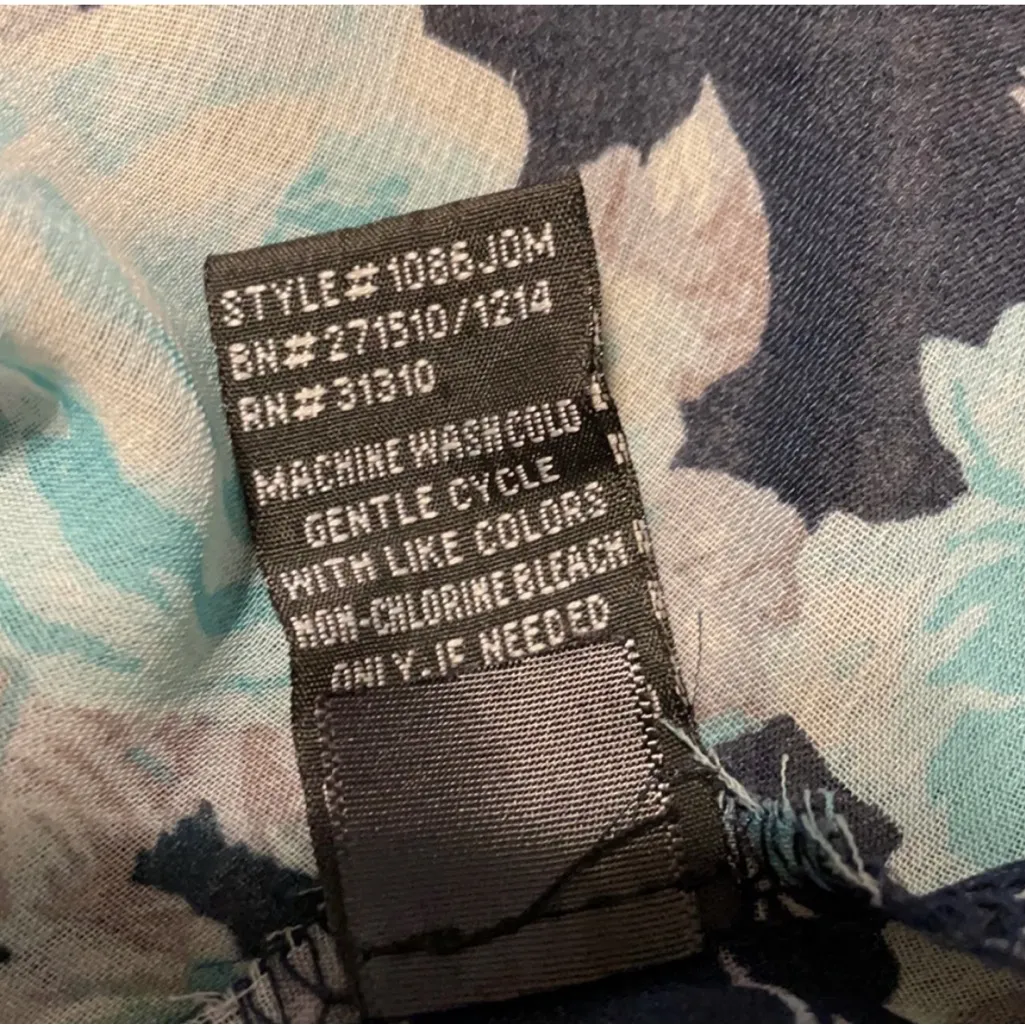 STYLE# 1086JOM
BN# 271510/1214
RN# 31310
MACHINE WASH COLD
GENTLE CYCLE
WITH LIKE COLORS
NON-CHLORINE BLEACH
ONLY. IF NEEDED